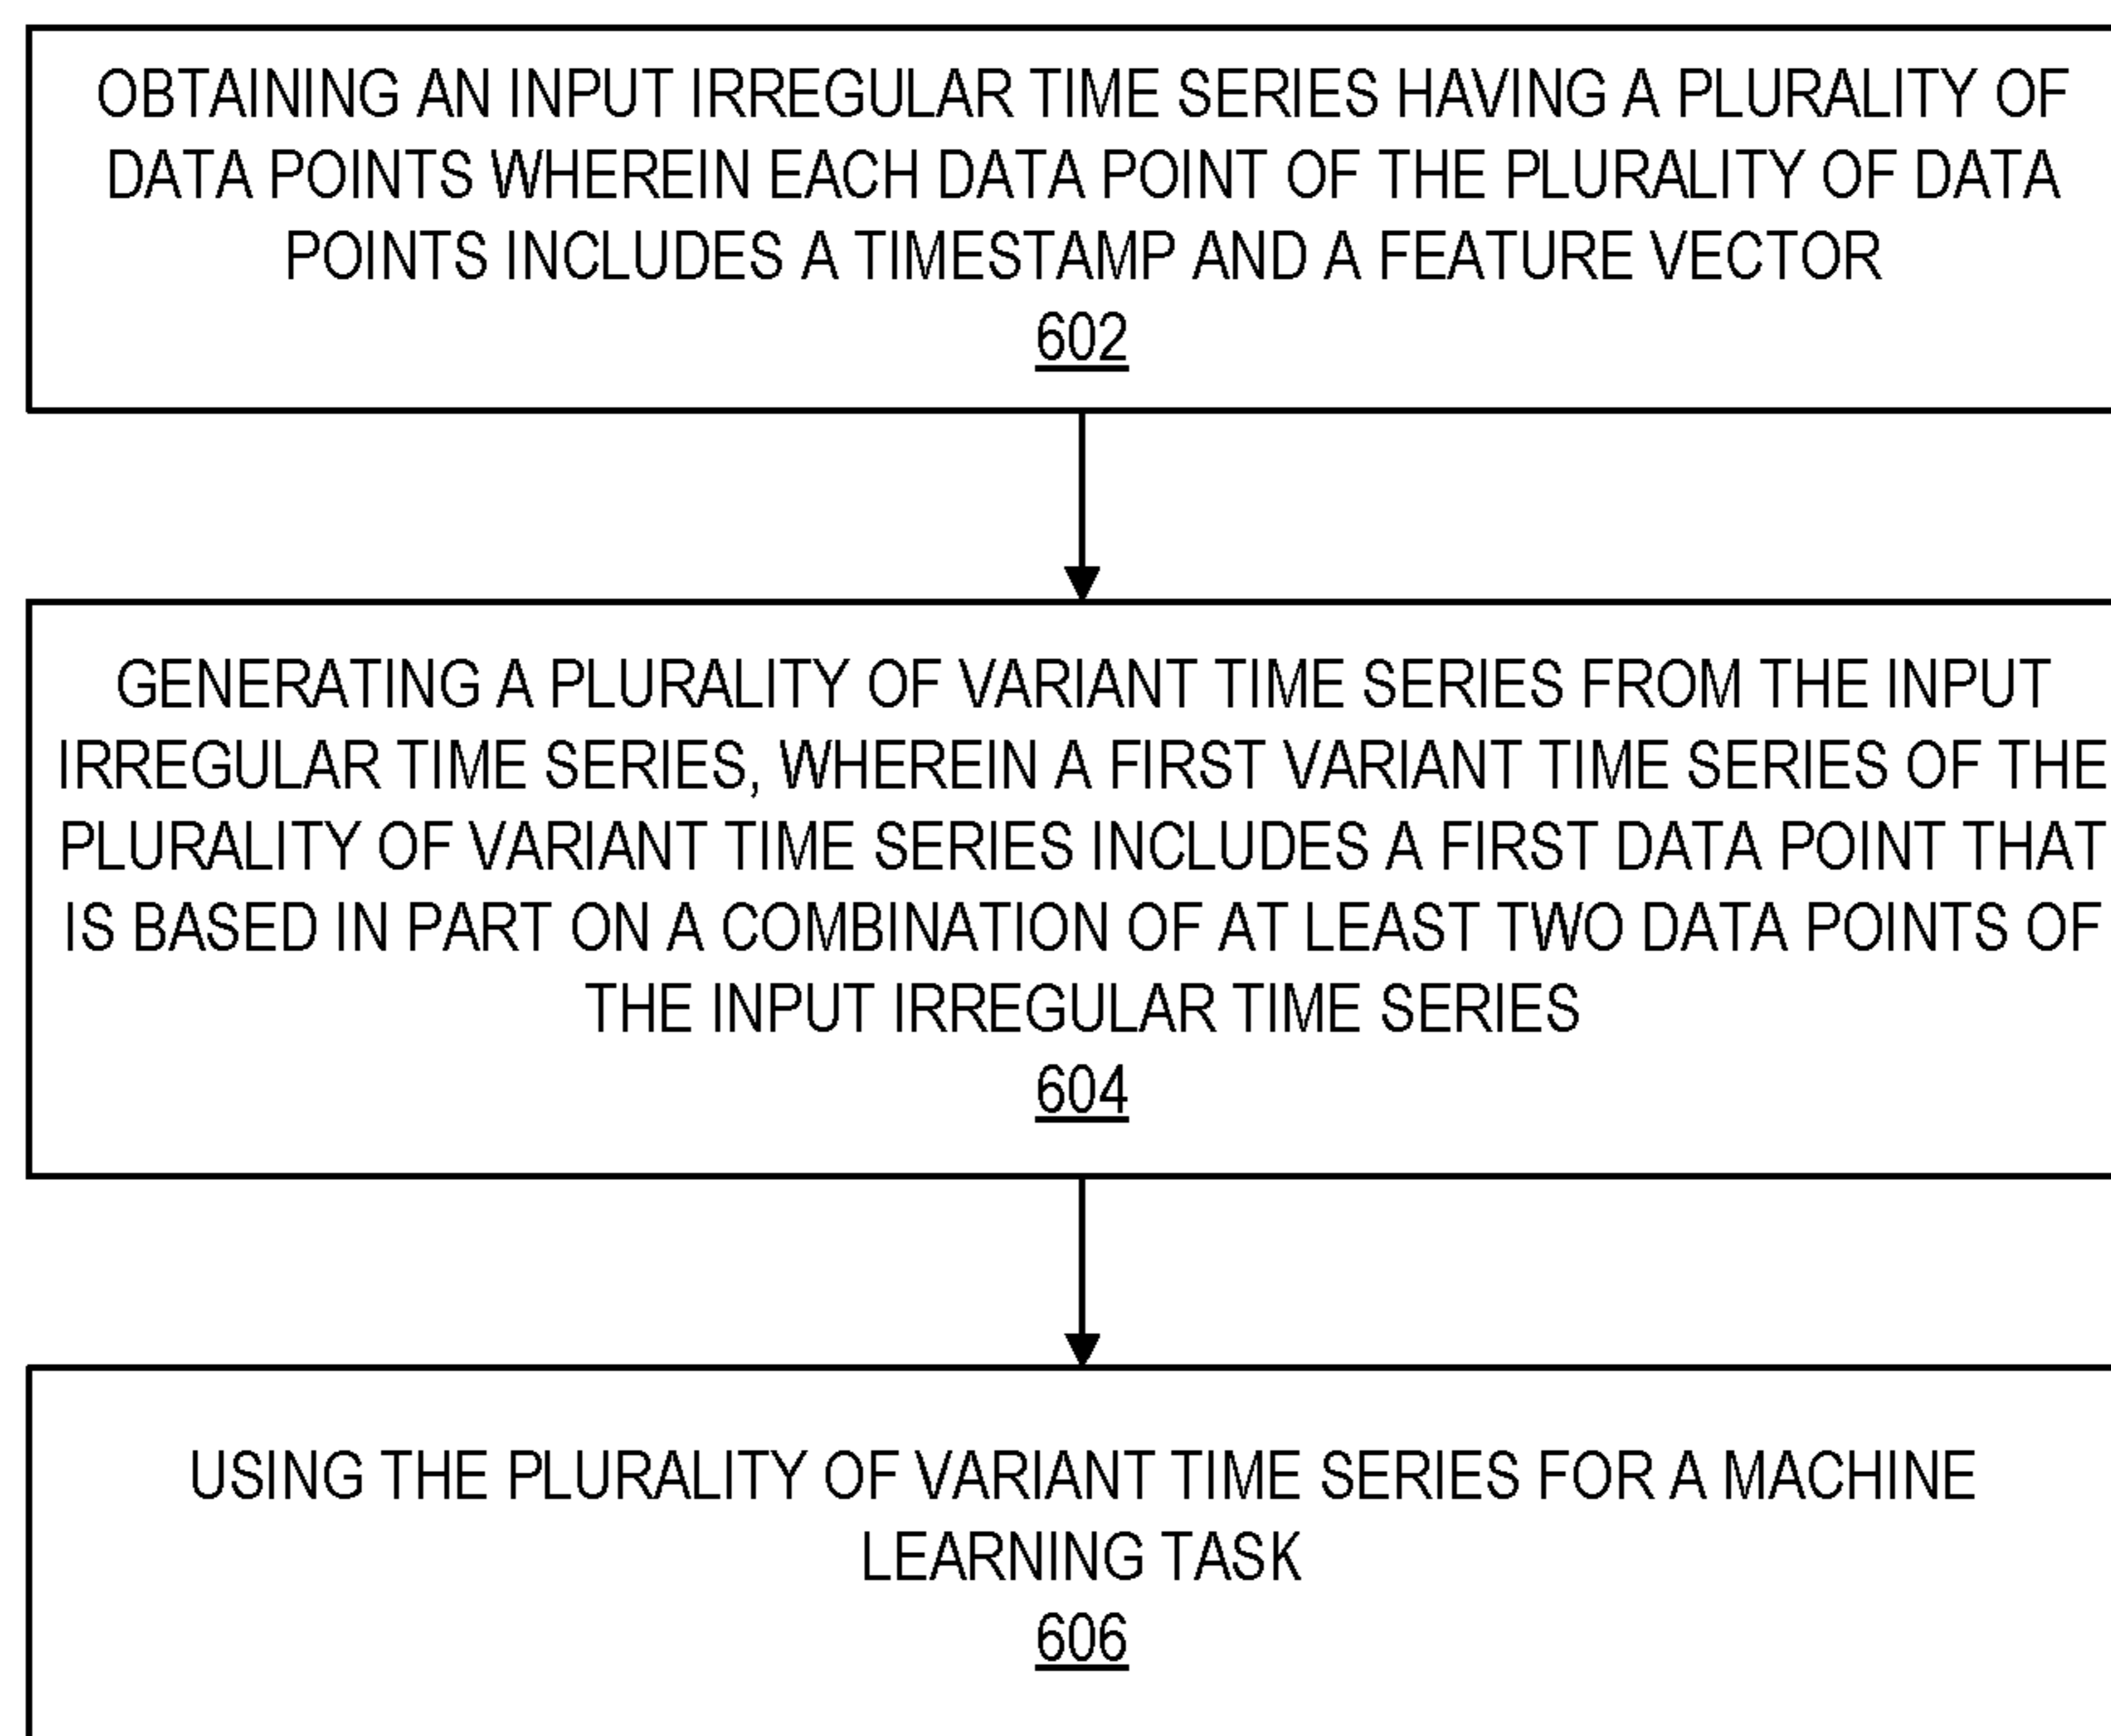 OBTAINING AN INPUT IRREGULAR TIME SERIES HAVING A PLURALITY OF
DATA POINTS WHEREIN EACH DATA POINT OF THE PLURALITY OF DATA
POINTS INCLUDES A TIMESTAMP AND A FEATURE VECTOR
602
GENERATING A PLURALITY OF VARIANT TIME SERIES FROM THE INPUT
IRREGULAR TIME SERIES, WHEREIN A FIRST VARIANT TIME SERIES OF THE
PLURALITY OF VARIANT TIME SERIES INCLUDES A FIRST DATA POINT THAT
IS BASED IN PART ON A COMBINATION OF AT LEAST TWO DATA POINTS OF
THE INPUT IRREGULAR TIME SERIES
604
USING THE PLURALITY OF VARIANT TIME SERIES FOR A MACHINE
LEARNING TASK
606